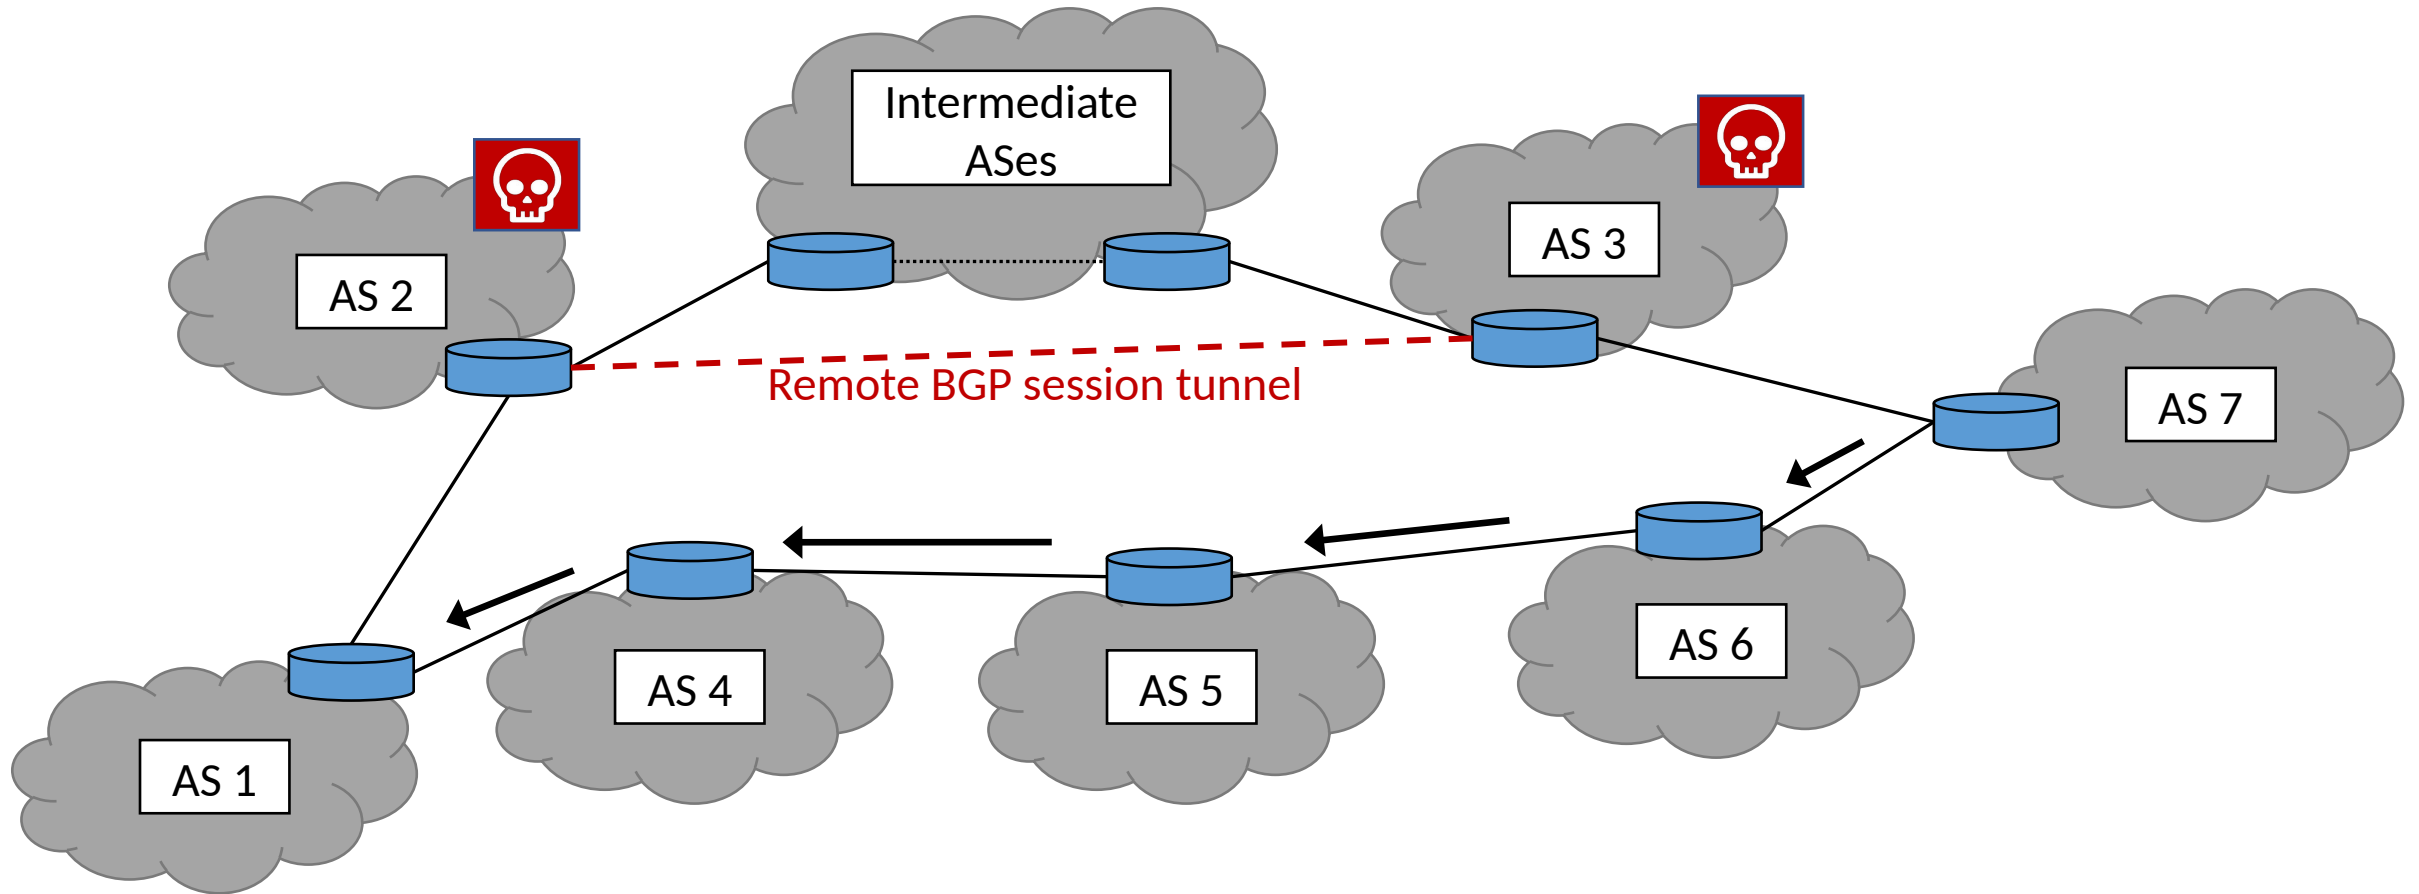 Intermediate
ASes
AS 3
AS 2
Remote BGP session tunnel
AS 7
AS 6
AS 4
AS 5
AS 1